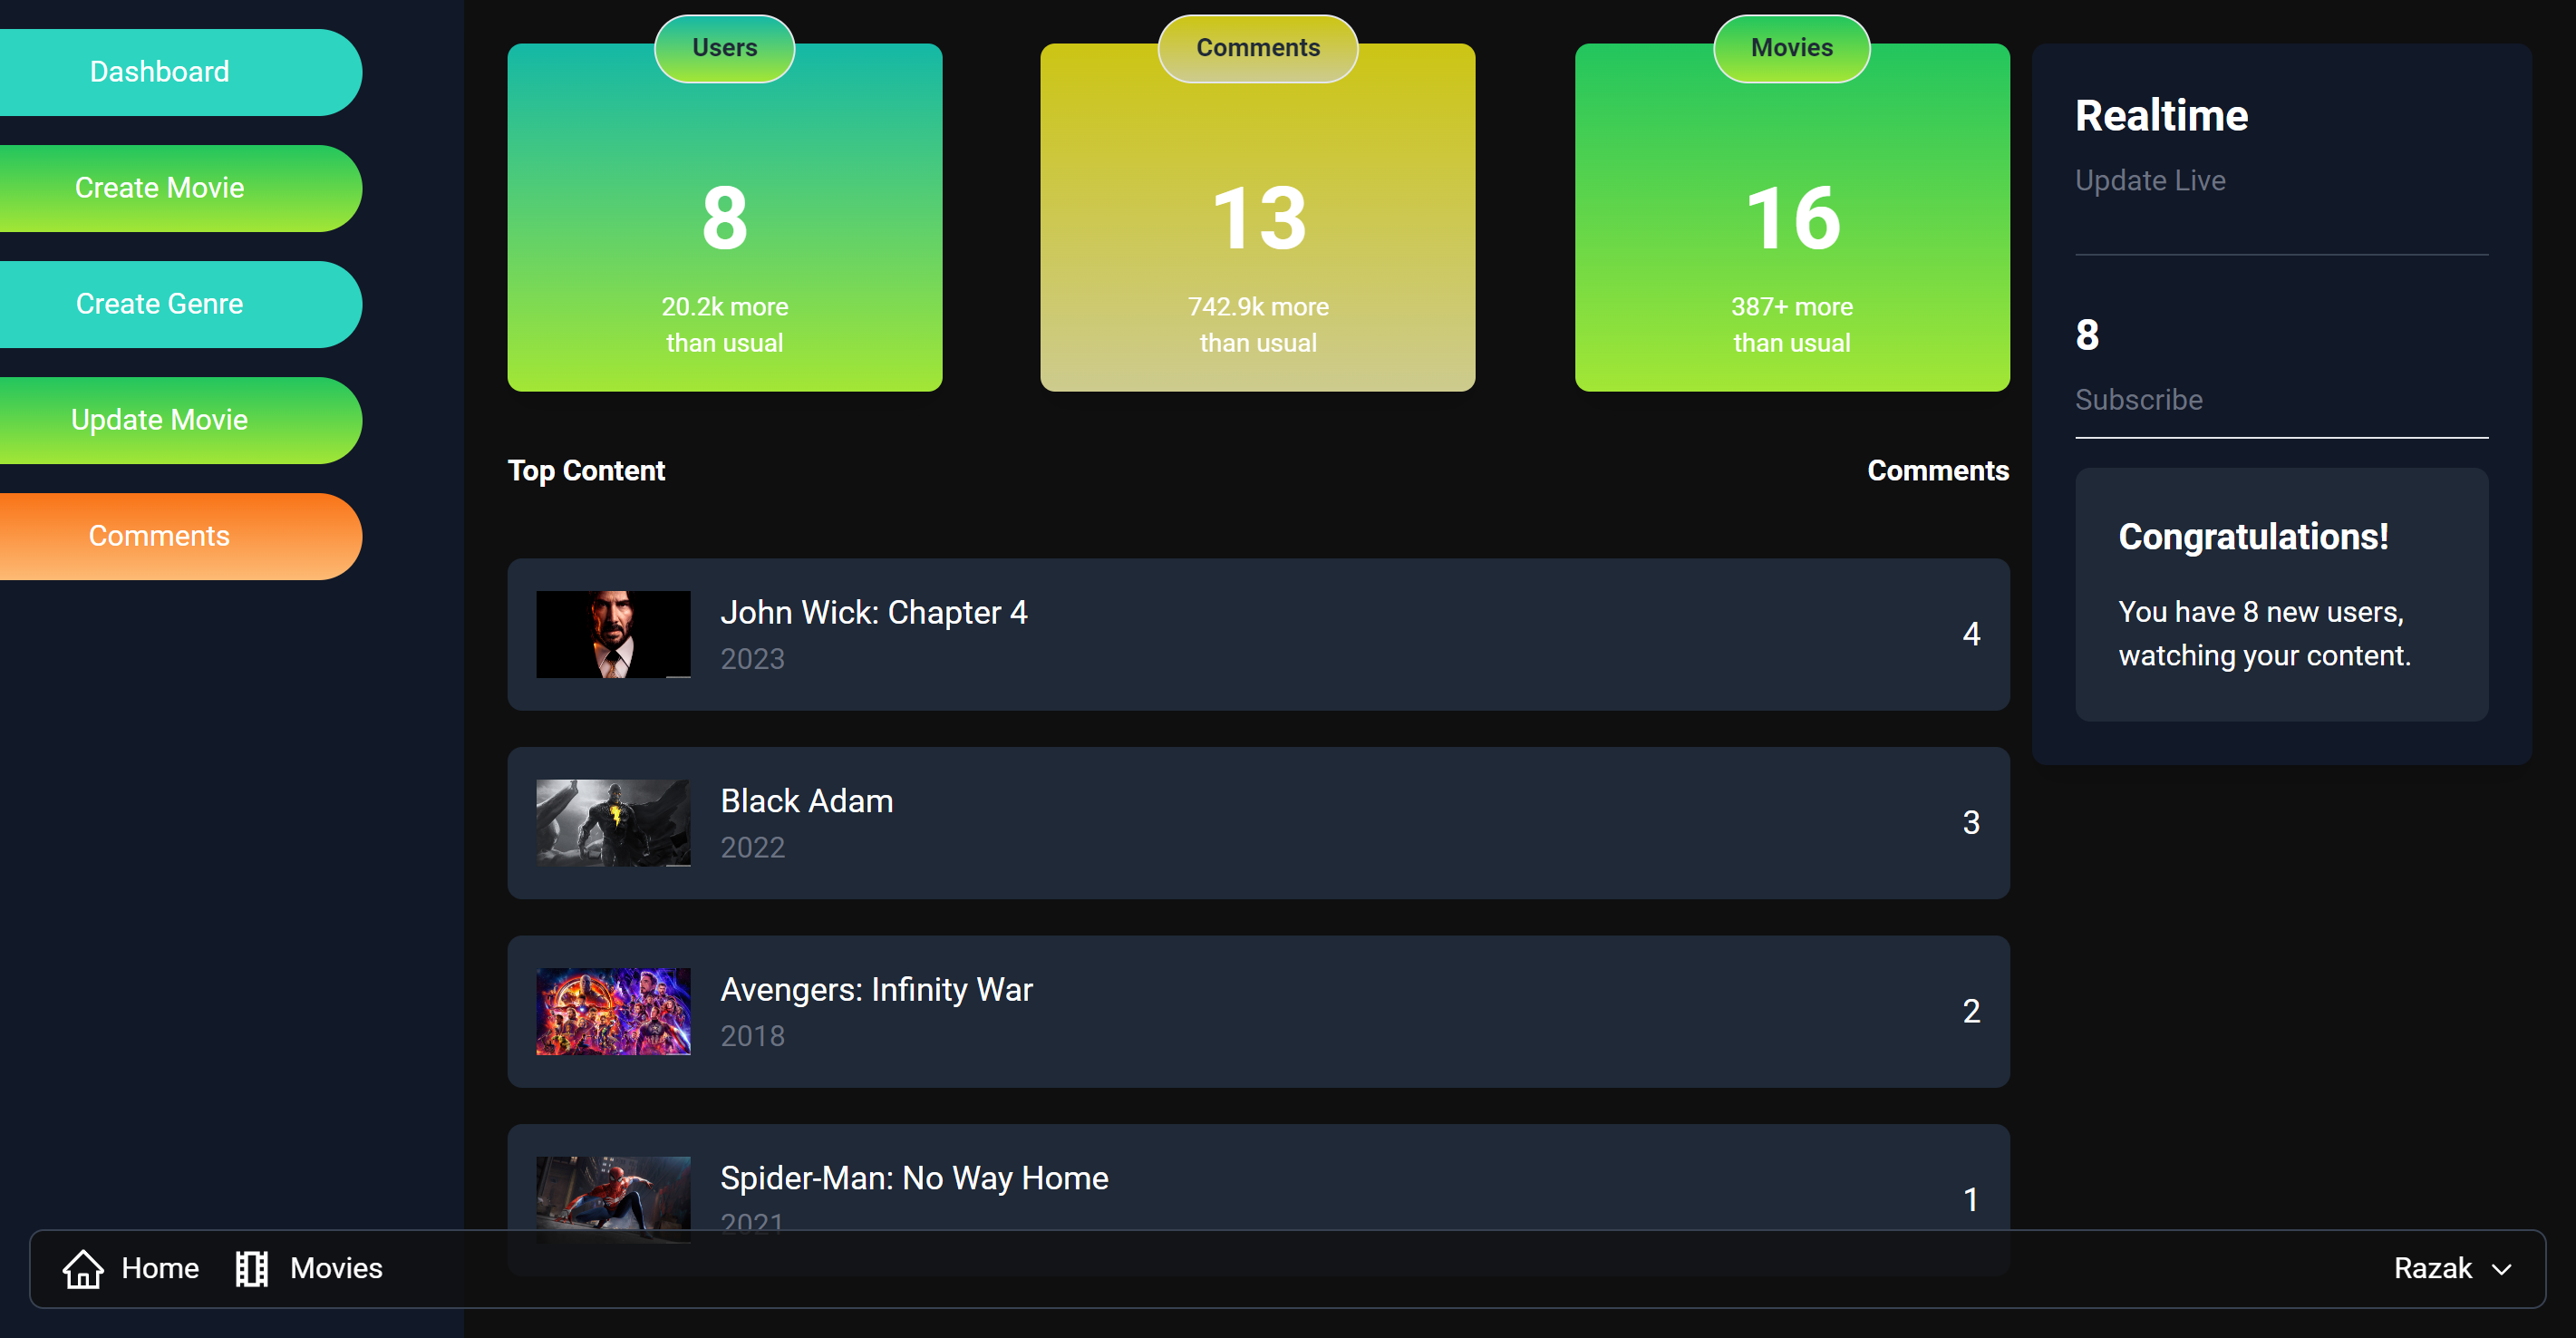 Dashboard
Create Movie
Create Genre
Update Movie
Comments
Users
8
20.2k more
than usual
Comments
13
742.9k more
than usual
Movies
16
387+ more
than usual
Top Content
Comments
John Wick: Chapter 4
2023
4
Black Adam
2022
3
Avengers: Infinity War
2018
2
Spider-Man: No Way Home
2021
1
Realtime
Update Live
8
Subscribe
Congratulations!
You have 8 new users,
watching your content.
Home
Movies
Razak